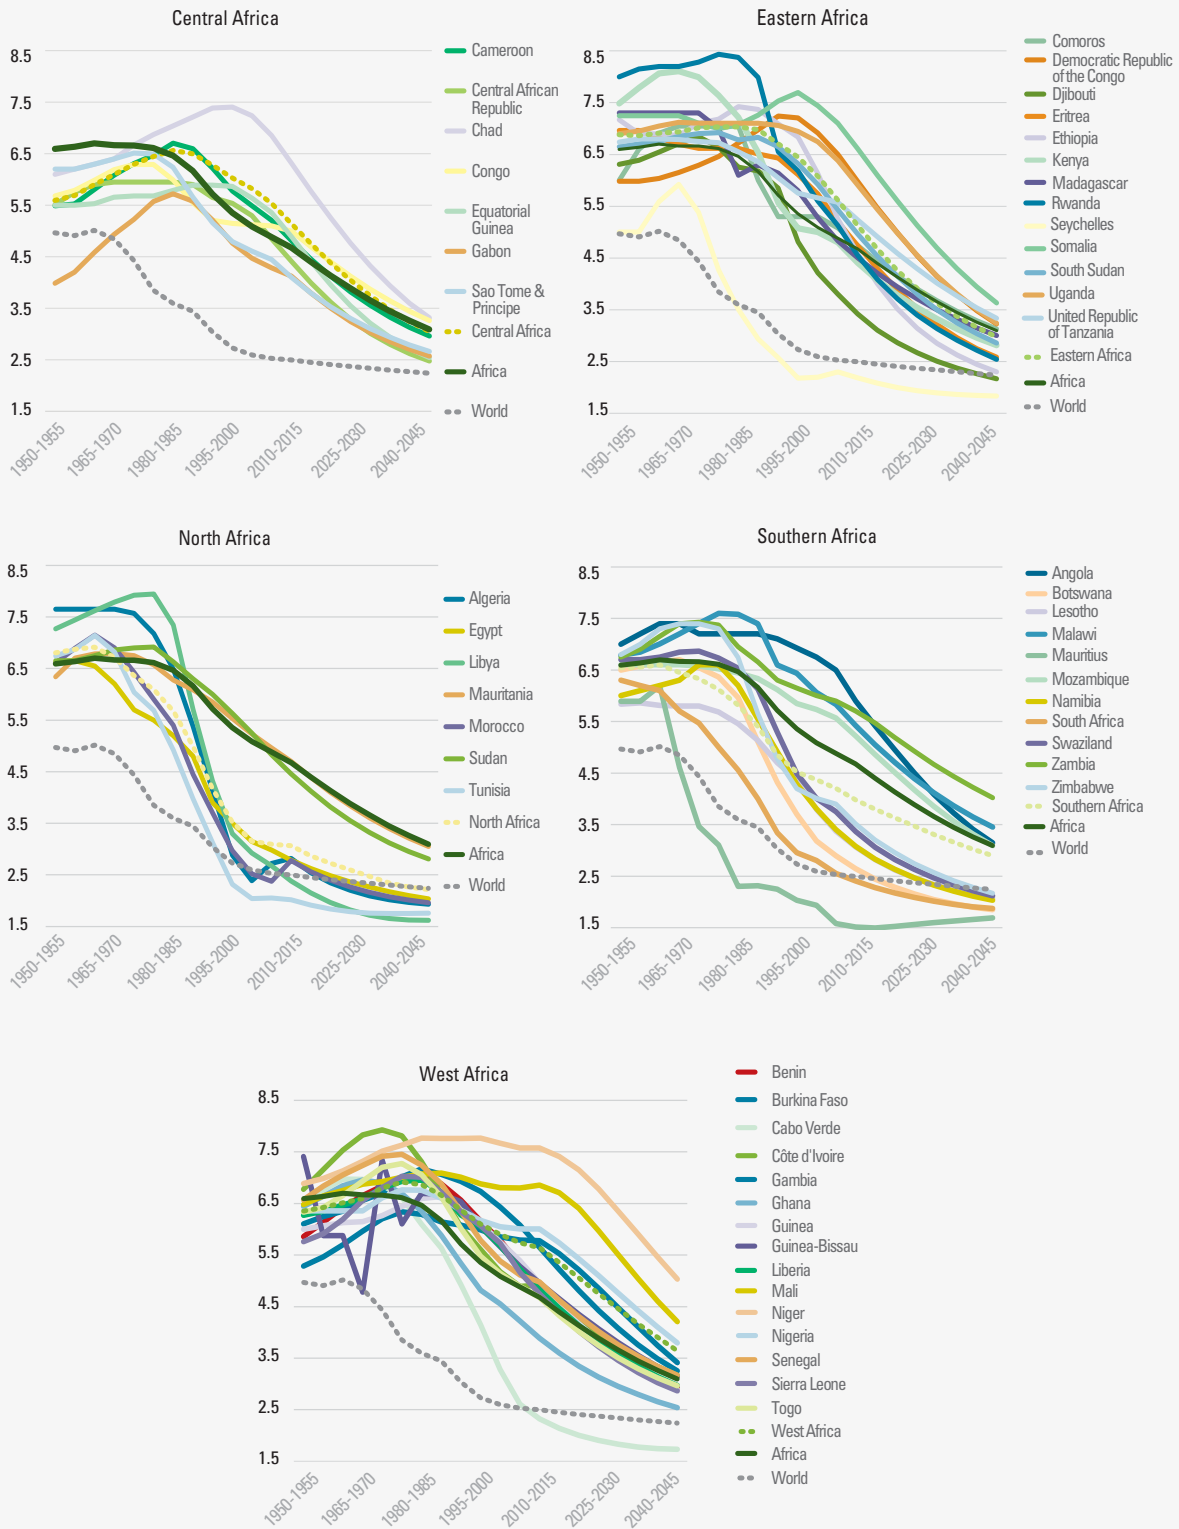 Central Africa
8.5
7.5
6.5
5.5
4.5
3.5
2.5
1.5
1950-1955
1965-1970
1980-1985
1995-2000
2010-2015
2025-2030
2040-2045
Cameroon
Central African
Republic
Chad
Congo
Equatorial
Guinea
Gabon
Sao Tome &
Principe
Central Africa
Africa
World
Eastern Africa
8.5
7.5
6.5
5.5
4.5
3.5
2.5
1.5
1950-1955
1965-1970
1980-1985
1995-2000
2010-2015
2025-2030
2040-2045
Comoros
Democratic Republic
of the Congo
Djibouti
Eritrea
Ethiopia
Kenya
Madagascar
Rwanda
Seychelles
Somalia
South Sudan
Uganda
United Republic
of Tanzania
Eastern Africa
Africa
World
North Africa
8.5
7.5
6.5
5.5
4.5
3.5
2.5
1.5
1950-1955
1965-1970
1980-1985
1995-2000
2010-2015
2025-2030
2040-2045
Algeria
Egypt
Libya
Mauritania
Morocco
Sudan
Tunisia
North Africa
Africa
World
Southern Africa
8.5
7.5
6.5
5.5
4.5
3.5
2.5
1.5
1950-1955
1965-1970
1980-1985
1995-2000
2010-2015
2025-2030
2040-2045
Angola
Botswana
Lesotho
Malawi
Mauritius
Mozambique
Namibia
South Africa
Swaziland
Zambia
Zimbabwe
Southern Africa
Africa
World
West Africa
8.5
7.5
6.5
5.5
4.5
3.5
2.5
1.5
1950-1955
1965-1970
1980-1985
1995-2000
2010-2015
2025-2030
2040-2045
Benin
Burkina Faso
Cabo Verde
Côte d'Ivoire
Gambia
Ghana
Guinea
Guinea-Bissau
Liberia
Mali
Niger
Nigeria
Senegal
Sierra Leone
Togo
West Africa
Africa
World